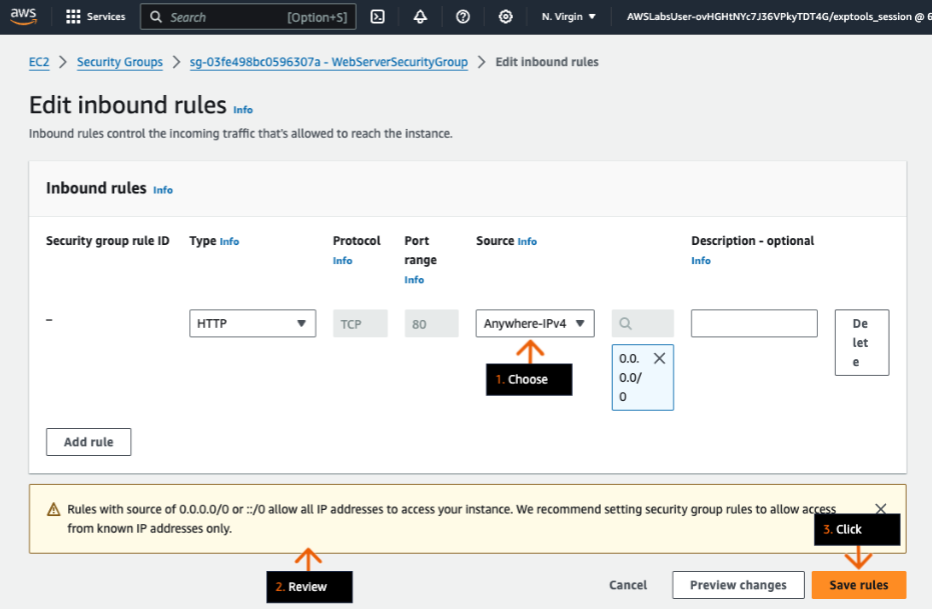 aws Services Search [Option+S] N. Virgin AWSLabsUser-ovHGHtNYc7J36VPkyTDT4G/exptools_session @ 6
EC2 > Security Groups > sg-03fe498bc0596307a - WebServerSecurityGroup > Edit inbound rules
Edit inbound rules Info
Inbound rules control the incoming traffic that's allowed to reach the instance.
Inbound rules Info
Security group rule ID Type Info Protocol Port Source Info Description - optional
Info range Info
Info
– HTTP TCP 80 Anywhere-IPv4 De
let
e
0.0.
0.0/
0
1. Choose
Add rule
Rules with source of 0.0.0.0/0 or ::/0 allow all IP addresses to access your instance. We recommend setting security group rules to allow access
from known IP addresses only.
3. Click
2. Review
Cancel Preview changes Save rules